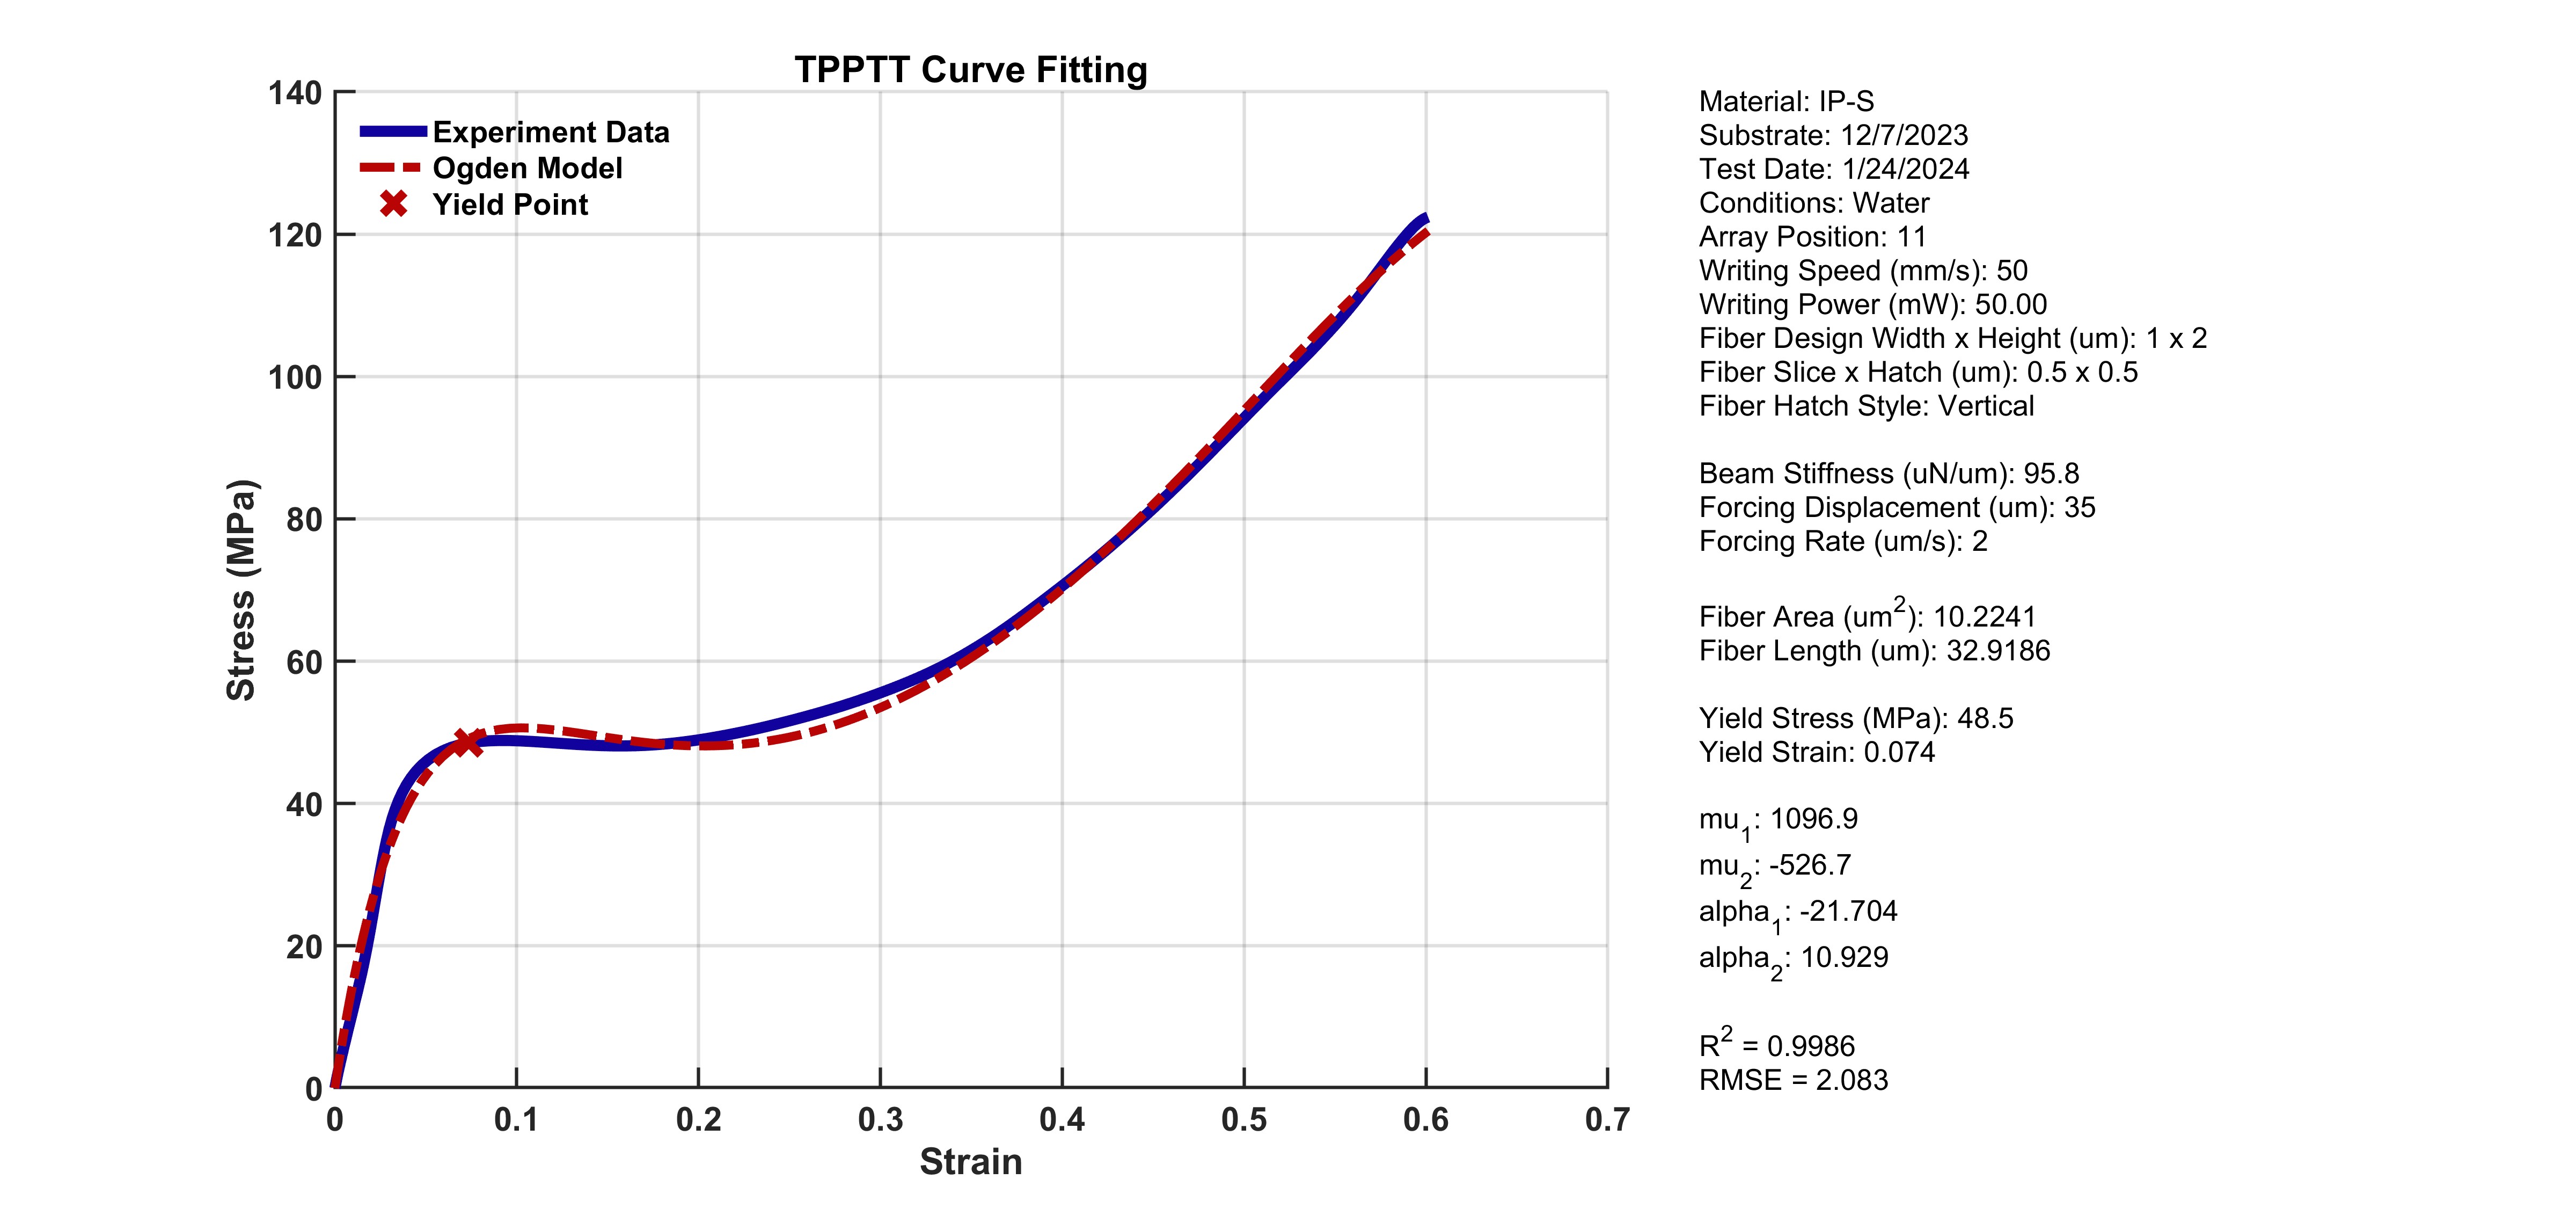 TPPTT Curve Fitting
140
120
100
80
60
40
20
0
Stress (MPa)
Experiment Data
Ogden Model
Yield Point
0 0.1 0.2 0.3 0.4 0.5 0.6 0.7
Strain
Material: IP-S
Substrate: 12/7/2023
Test Date: 1/24/2024
Conditions: Water
Array Position: 11
Writing Speed (mm/s): 50
Writing Power (mW): 50.00
Fiber Design Width x Height (um): 1 x 2
Fiber Slice x Hatch (um): 0.5 x 0.5
Fiber Hatch Style: Vertical
Beam Stiffness (uN/um): 95.8
Forcing Displacement (um): 35
Forcing Rate (um/s): 2
Fiber Area (um²): 10.2241
Fiber Length (um): 32.9186
Yield Stress (MPa): 48.5
Yield Strain: 0.074
mu₁: 1096.9
mu₂: -526.7
alpha₁: -21.704
alpha₂: 10.929
R² = 0.9986
RMSE = 2.083